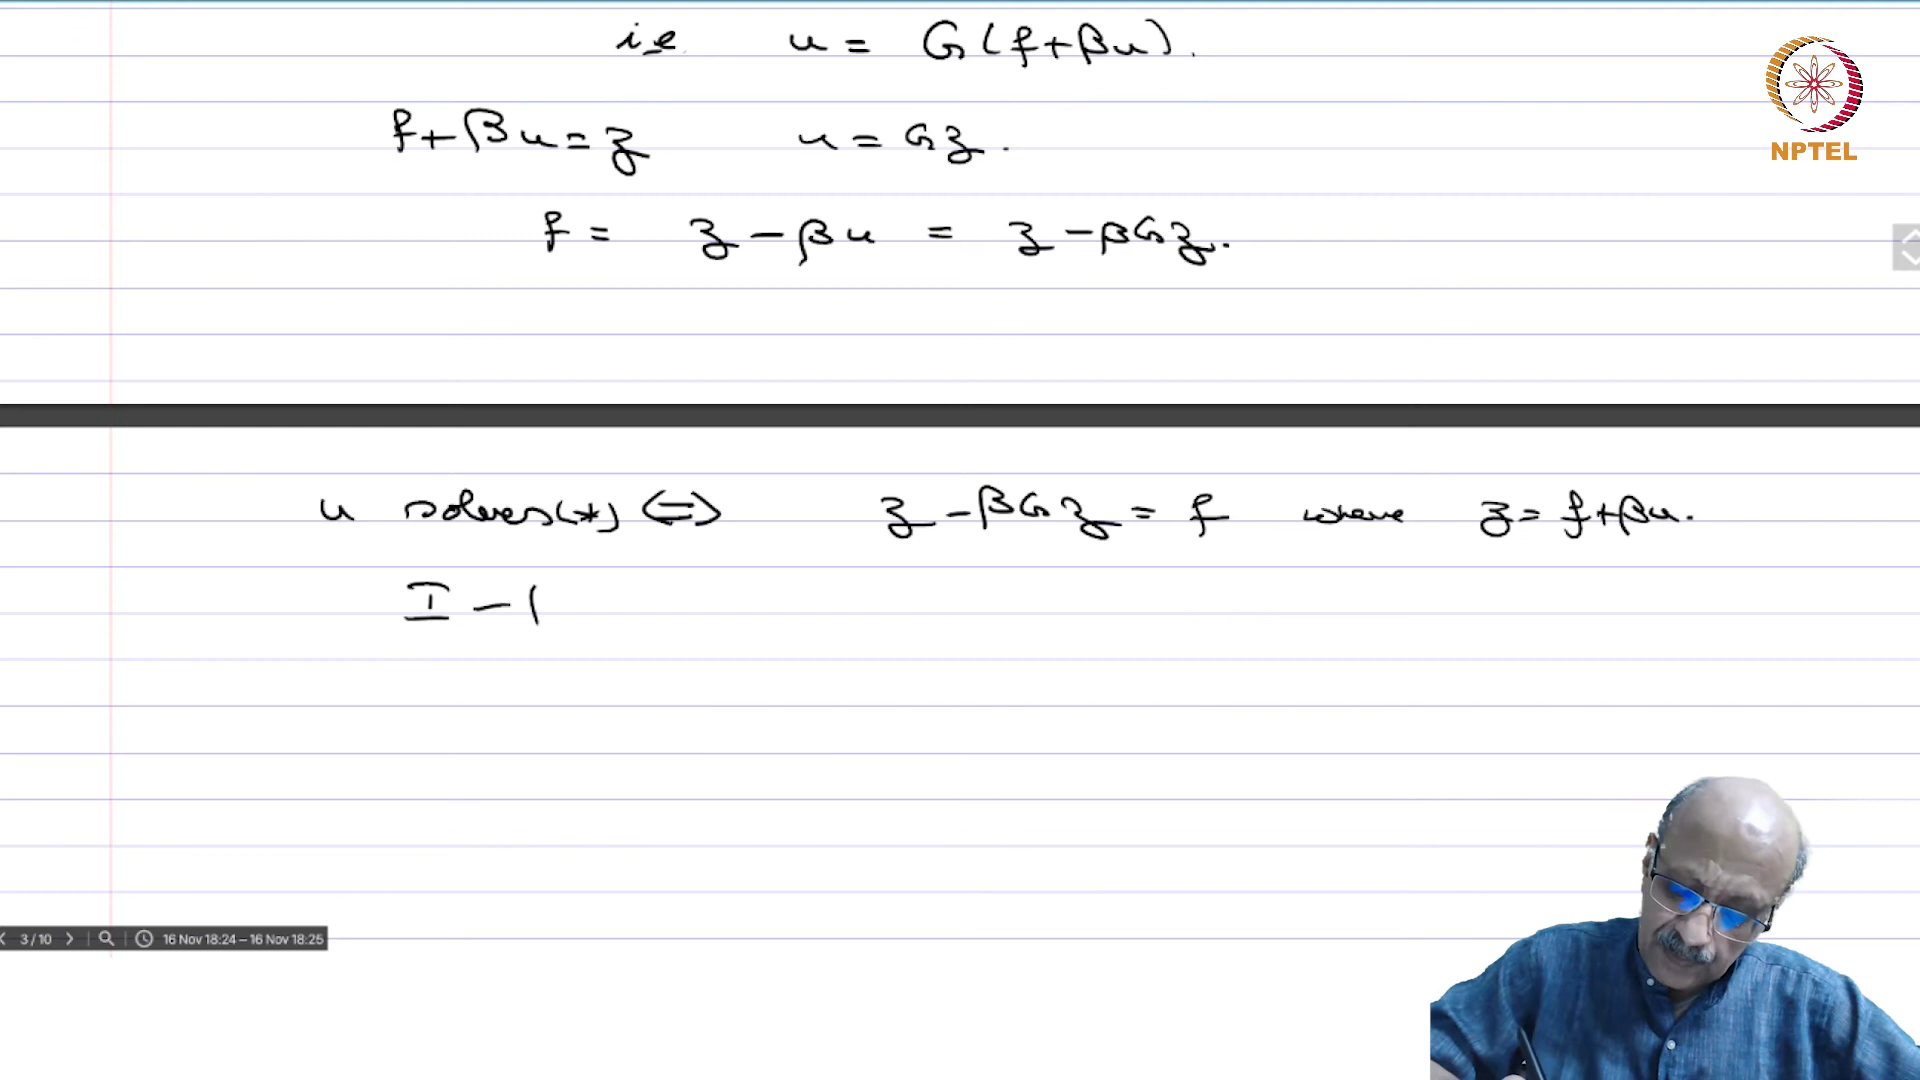 i.e. u = G(f+βu).
NPTEL
f+βu = z u = Gz.
f = z − βu = z − βGz.
u solves (*) ⇔ z − βGz = f where z = f+βu.
I − (
3 / 10 16 Nov 18:24 – 16 Nov 18:25